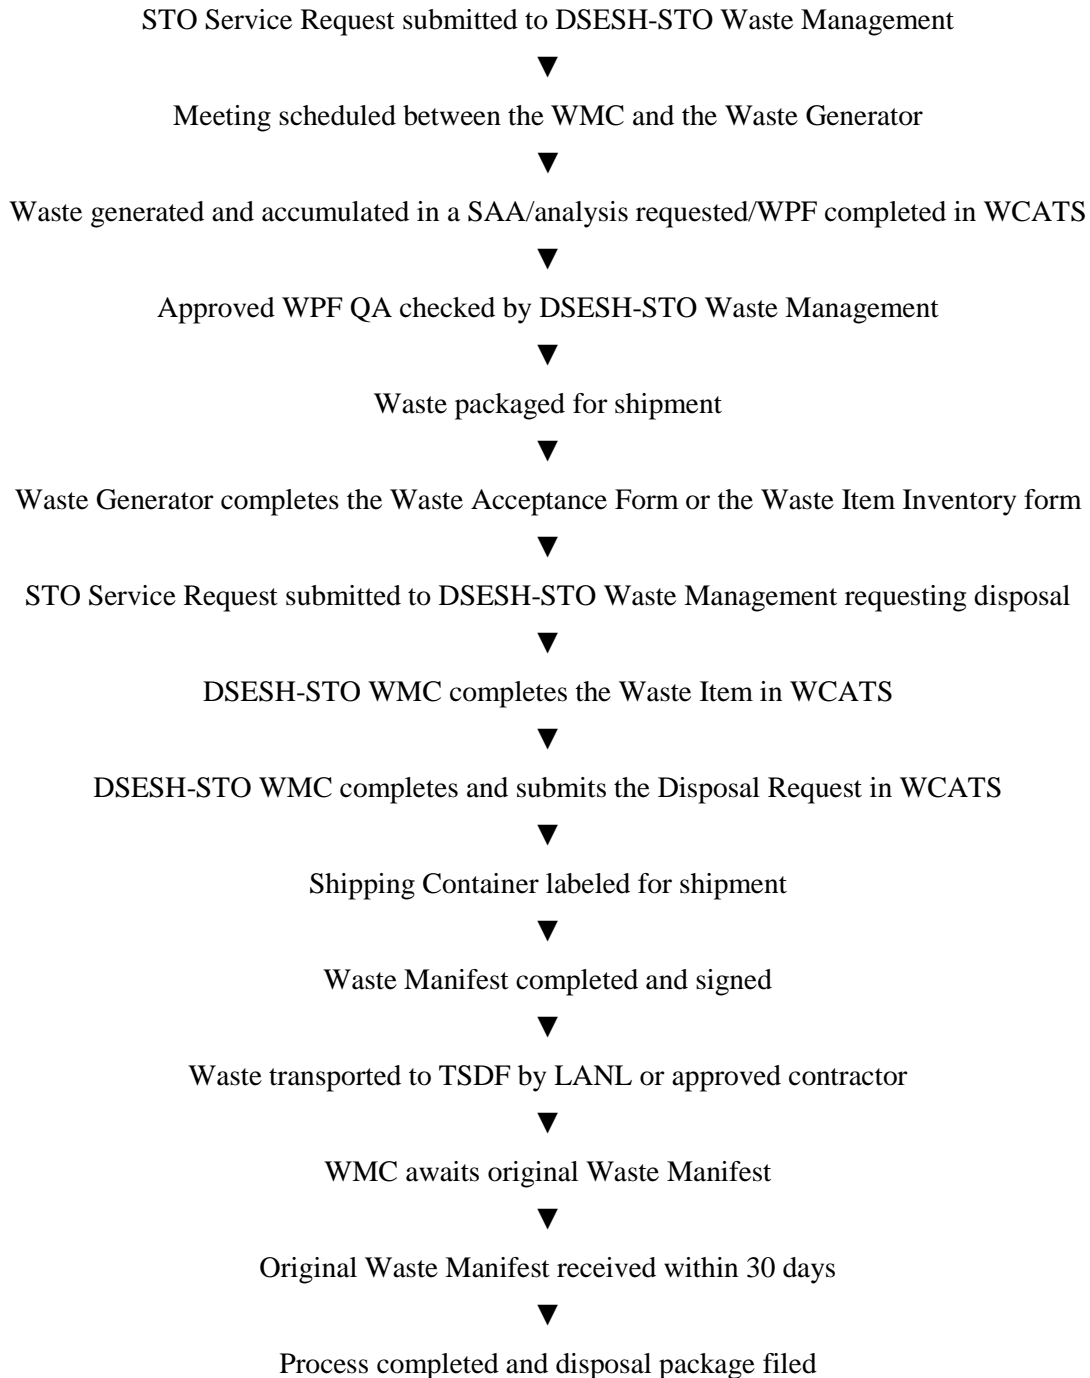 STO Service Request submitted to DSESH-STO Waste Management
▼
Meeting scheduled between the WMC and the Waste Generator
▼
Waste generated and accumulated in a SAA/analysis requested/WPF completed in WCATS
▼
Approved WPF QA checked by DSESH-STO Waste Management
▼
Waste packaged for shipment
▼
Waste Generator completes the Waste Acceptance Form or the Waste Item Inventory form
▼
STO Service Request submitted to DSESH-STO Waste Management requesting disposal
▼
DSESH-STO WMC completes the Waste Item in WCATS
▼
DSESH-STO WMC completes and submits the Disposal Request in WCATS
▼
Shipping Container labeled for shipment
▼
Waste Manifest completed and signed
▼
Waste transported to TSDF by LANL or approved contractor
▼
WMC awaits original Waste Manifest
▼
Original Waste Manifest received within 30 days
▼
Process completed and disposal package filed